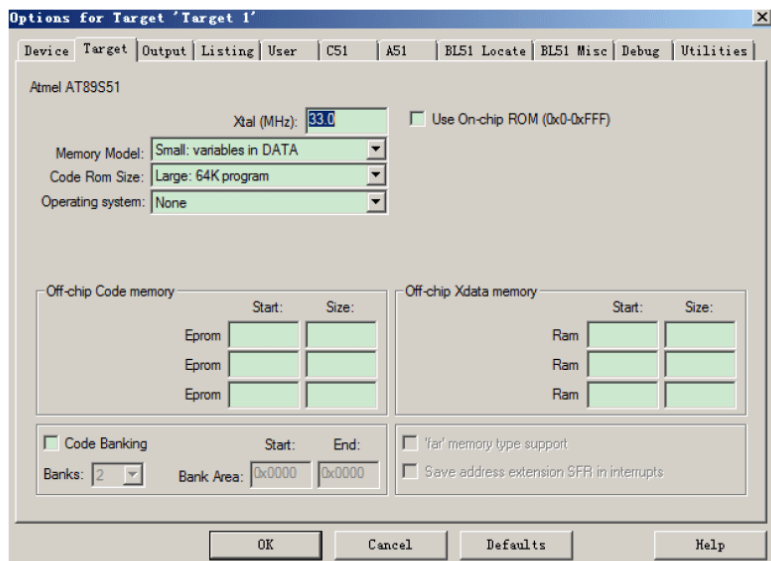 Options for Target 'Target 1'
Device Target Output Listing User C51 A51 BL51 Locate BL51 Misc Debug Utilities
Atmel AT89S51
Xtal (MHz): 33.0 Use On-chip ROM (0x0-0xFFF)
Memory Model: Small: variables in DATA
Code Rom Size: Large: 64K program
Operating system: None
Off-chip Code memory Off-chip Xdata memory
Start: Size: Start: Size:
Eprom Ram
Eprom Ram
Eprom Ram
Code Banking Start: End: 'far' memory type support
Banks: 2 Bank Area: 0x0000 0x0000 Save address extension SFR in interrupts
OK Cancel Defaults Help